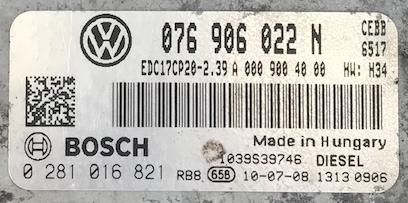 076 906 022 N
CEBB
6517
EDC17CP20-2.39 A 000 900 40 00 HW: H34
BOSCH
Made in Hungary
1039S39746 DIESEL
0 281 016 821 RBB 658 10-07-08 1313 0906